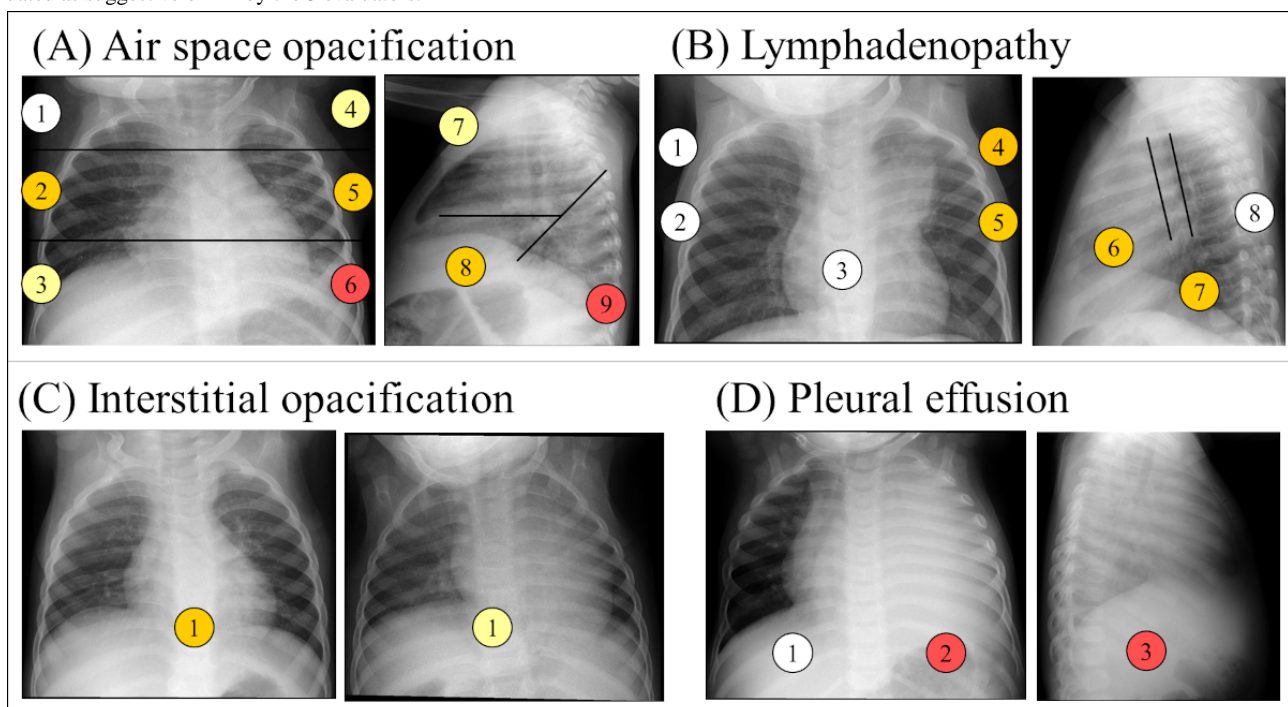 (A) Air space opacification (B) Lymphadenopathy
1 4 7 1 4
2 5 2 5 8
3 6 8 9 3 6 7
(C) Interstitial opacification (D) Pleural effusion
1 1 1 2 3